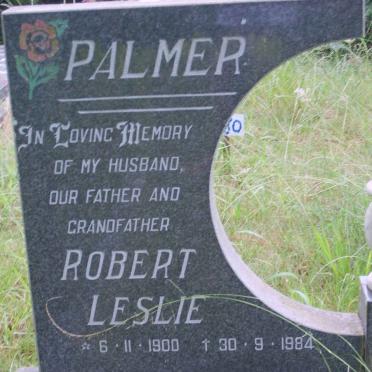 PALMER
IN LOVING MEMORY
OF MY HUSBAND,
OUR FATHER AND
GRANDFATHER
ROBERT
LESLIE
* 6 · 11 · 1900 † 30 · 9 · 1984